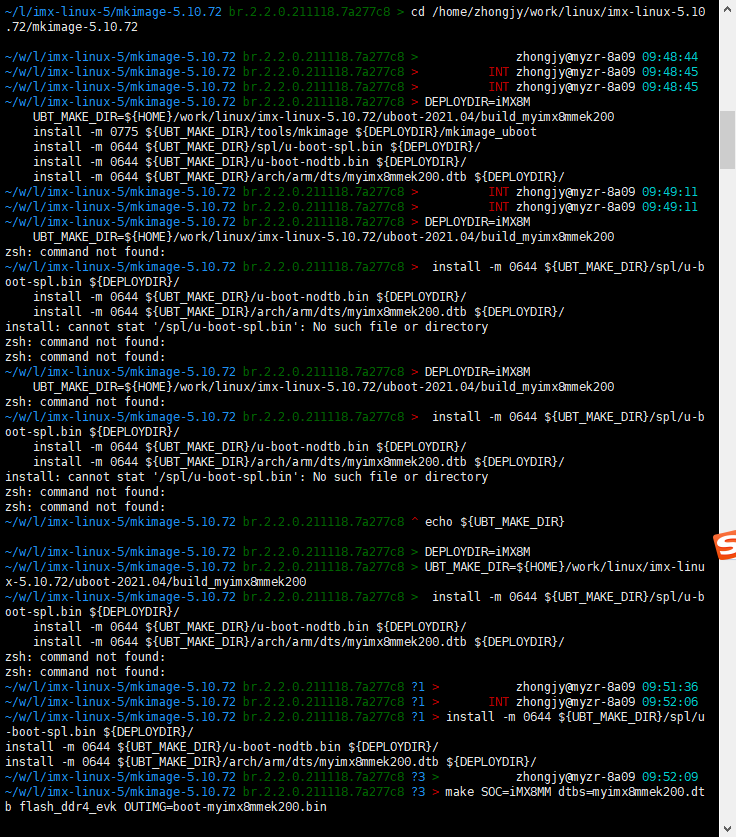 ~/l/imx-linux-5/mkimage-5.10.72 br.2.2.0.211118.7a277c8 > cd /home/zhongjy/work/linux/imx-linux-5.10
.72/mkimage-5.10.72
~/w/l/imx-linux-5/mkimage-5.10.72 br.2.2.0.211118.7a277c8 > zhongjy@myzr-8a09 09:48:44
~/w/l/imx-linux-5/mkimage-5.10.72 br.2.2.0.211118.7a277c8 > INT zhongjy@myzr-8a09 09:48:45
~/w/l/imx-linux-5/mkimage-5.10.72 br.2.2.0.211118.7a277c8 > INT zhongjy@myzr-8a09 09:48:45
~/w/l/imx-linux-5/mkimage-5.10.72 br.2.2.0.211118.7a277c8 > DEPLOYDIR=iMX8M
    UBT_MAKE_DIR=${HOME}/work/linux/imx-linux-5.10.72/uboot-2021.04/build_myimx8mmek200
    install -m 0775 ${UBT_MAKE_DIR}/tools/mkimage ${DEPLOYDIR}/mkimage_uboot
    install -m 0644 ${UBT_MAKE_DIR}/spl/u-boot-spl.bin ${DEPLOYDIR}/
    install -m 0644 ${UBT_MAKE_DIR}/u-boot-nodtb.bin ${DEPLOYDIR}/
    install -m 0644 ${UBT_MAKE_DIR}/arch/arm/dts/myimx8mmek200.dtb ${DEPLOYDIR}/
~/w/l/imx-linux-5/mkimage-5.10.72 br.2.2.0.211118.7a277c8 > INT zhongjy@myzr-8a09 09:49:11
~/w/l/imx-linux-5/mkimage-5.10.72 br.2.2.0.211118.7a277c8 > INT zhongjy@myzr-8a09 09:49:11
~/w/l/imx-linux-5/mkimage-5.10.72 br.2.2.0.211118.7a277c8 > DEPLOYDIR=iMX8M
    UBT_MAKE_DIR=${HOME}/work/linux/imx-linux-5.10.72/uboot-2021.04/build_myimx8mmek200
zsh: command not found:
~/w/l/imx-linux-5/mkimage-5.10.72 br.2.2.0.211118.7a277c8 >  install -m 0644 ${UBT_MAKE_DIR}/spl/u-b
oot-spl.bin ${DEPLOYDIR}/
    install -m 0644 ${UBT_MAKE_DIR}/u-boot-nodtb.bin ${DEPLOYDIR}/
    install -m 0644 ${UBT_MAKE_DIR}/arch/arm/dts/myimx8mmek200.dtb ${DEPLOYDIR}/
install: cannot stat '/spl/u-boot-spl.bin': No such file or directory
zsh: command not found:
zsh: command not found:
~/w/l/imx-linux-5/mkimage-5.10.72 br.2.2.0.211118.7a277c8 > DEPLOYDIR=iMX8M
    UBT_MAKE_DIR=${HOME}/work/linux/imx-linux-5.10.72/uboot-2021.04/build_myimx8mmek200
zsh: command not found:
~/w/l/imx-linux-5/mkimage-5.10.72 br.2.2.0.211118.7a277c8 >  install -m 0644 ${UBT_MAKE_DIR}/spl/u-b
oot-spl.bin ${DEPLOYDIR}/
    install -m 0644 ${UBT_MAKE_DIR}/u-boot-nodtb.bin ${DEPLOYDIR}/
    install -m 0644 ${UBT_MAKE_DIR}/arch/arm/dts/myimx8mmek200.dtb ${DEPLOYDIR}/
install: cannot stat '/spl/u-boot-spl.bin': No such file or directory
zsh: command not found:
zsh: command not found:
~/w/l/imx-linux-5/mkimage-5.10.72 br.2.2.0.211118.7a277c8 ^ echo ${UBT_MAKE_DIR}
~/w/l/imx-linux-5/mkimage-5.10.72 br.2.2.0.211118.7a277c8 > DEPLOYDIR=iMX8M
~/w/l/imx-linux-5/mkimage-5.10.72 br.2.2.0.211118.7a277c8 > UBT_MAKE_DIR=${HOME}/work/linux/imx-linu
x-5.10.72/uboot-2021.04/build_myimx8mmek200
~/w/l/imx-linux-5/mkimage-5.10.72 br.2.2.0.211118.7a277c8 >  install -m 0644 ${UBT_MAKE_DIR}/spl/u-b
oot-spl.bin ${DEPLOYDIR}/
    install -m 0644 ${UBT_MAKE_DIR}/u-boot-nodtb.bin ${DEPLOYDIR}/
    install -m 0644 ${UBT_MAKE_DIR}/arch/arm/dts/myimx8mmek200.dtb ${DEPLOYDIR}/
zsh: command not found:
zsh: command not found:
~/w/l/imx-linux-5/mkimage-5.10.72 br.2.2.0.211118.7a277c8 ?1 > zhongjy@myzr-8a09 09:51:36
~/w/l/imx-linux-5/mkimage-5.10.72 br.2.2.0.211118.7a277c8 ?1 > INT zhongjy@myzr-8a09 09:52:06
~/w/l/imx-linux-5/mkimage-5.10.72 br.2.2.0.211118.7a277c8 ?1 > install -m 0644 ${UBT_MAKE_DIR}/spl/u
-boot-spl.bin ${DEPLOYDIR}/
install -m 0644 ${UBT_MAKE_DIR}/u-boot-nodtb.bin ${DEPLOYDIR}/
install -m 0644 ${UBT_MAKE_DIR}/arch/arm/dts/myimx8mmek200.dtb ${DEPLOYDIR}/
~/w/l/imx-linux-5/mkimage-5.10.72 br.2.2.0.211118.7a277c8 ?3 > zhongjy@myzr-8a09 09:52:09
~/w/l/imx-linux-5/mkimage-5.10.72 br.2.2.0.211118.7a277c8 ?3 > make SOC=iMX8MM dtbs=myimx8mmek200.dt
b flash_ddr4_evk OUTIMG=boot-myimx8mmek200.bin